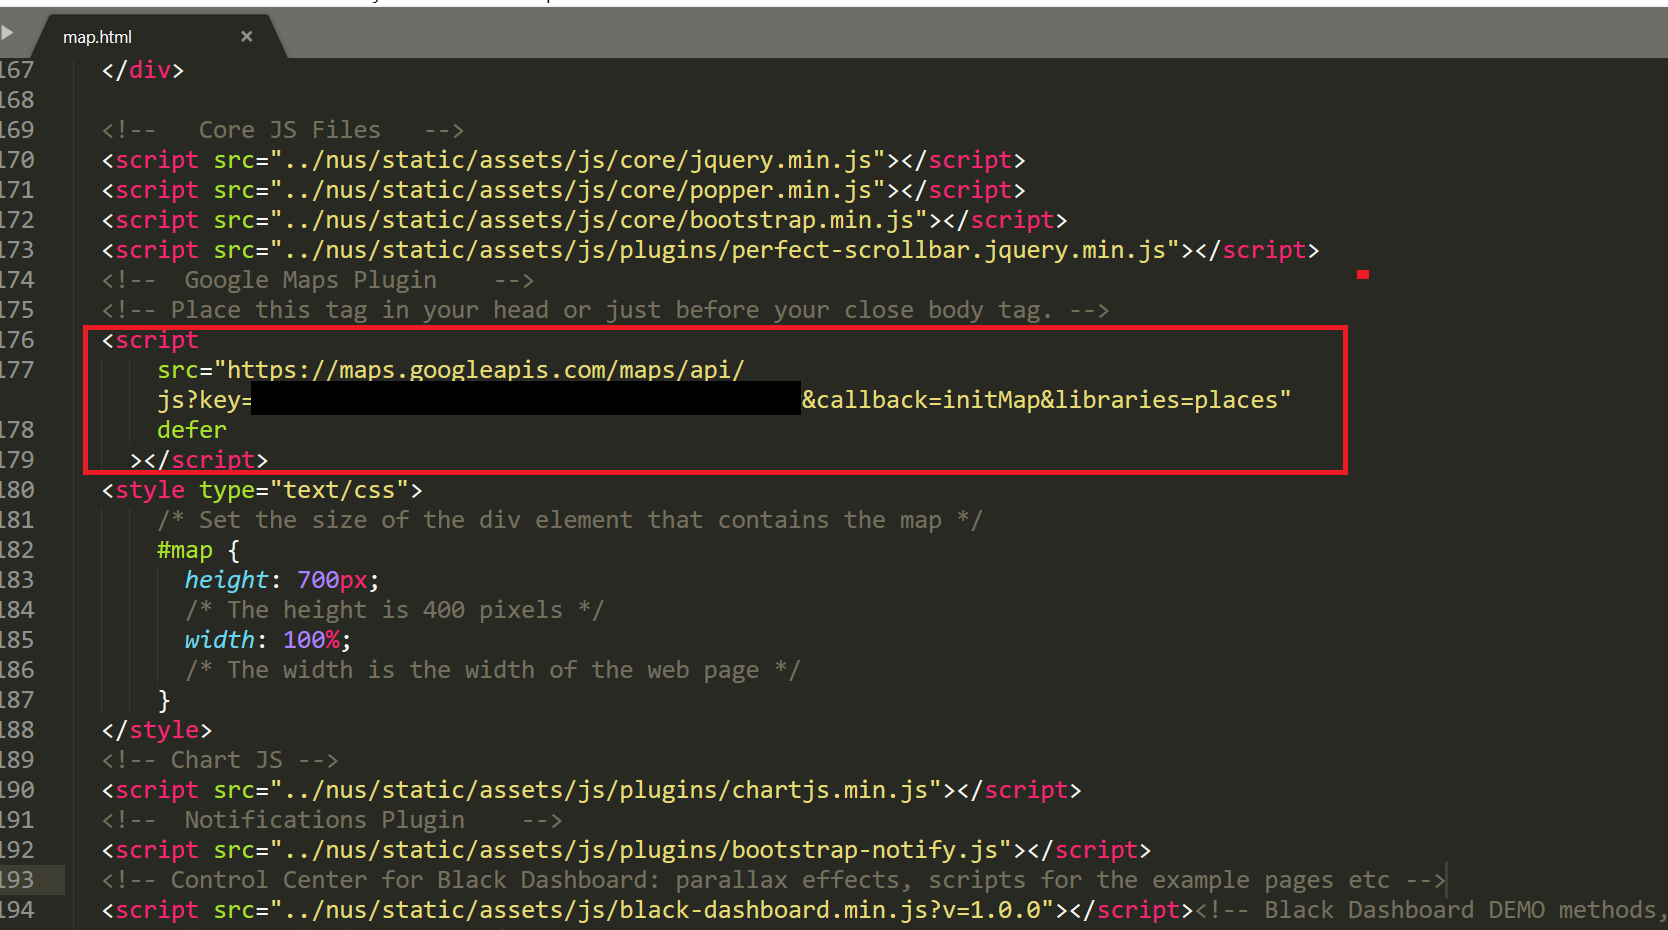 map.html ×
167 </div>
168
169 <!--   Core JS Files   -->
170 <script src="../nus/static/assets/js/core/jquery.min.js"></script>
171 <script src="../nus/static/assets/js/core/popper.min.js"></script>
172 <script src="../nus/static/assets/js/core/bootstrap.min.js"></script>
173 <script src="../nus/static/assets/js/plugins/perfect-scrollbar.jquery.min.js"></script>
174 <!--  Google Maps Plugin    -->
175 <!-- Place this tag in your head or just before your close body tag. -->
176 <script
177     src="https://maps.googleapis.com/maps/api/
js?key= &callback=initMap&libraries=places"
178     defer
179   ></script>
180 <style type="text/css">
181     /* Set the size of the div element that contains the map */
182     #map {
183       height: 700px;
184       /* The height is 400 pixels */
185       width: 100%;
186       /* The width is the width of the web page */
187     }
188 </style>
189 <!-- Chart JS -->
190 <script src="../nus/static/assets/js/plugins/chartjs.min.js"></script>
191 <!--  Notifications Plugin    -->
192 <script src="../nus/static/assets/js/plugins/bootstrap-notify.js"></script>
193 <!-- Control Center for Black Dashboard: parallax effects, scripts for the example pages etc -->
194 <script src="../nus/static/assets/js/black-dashboard.min.js?v=1.0.0"></script><!-- Black Dashboard DEMO methods,